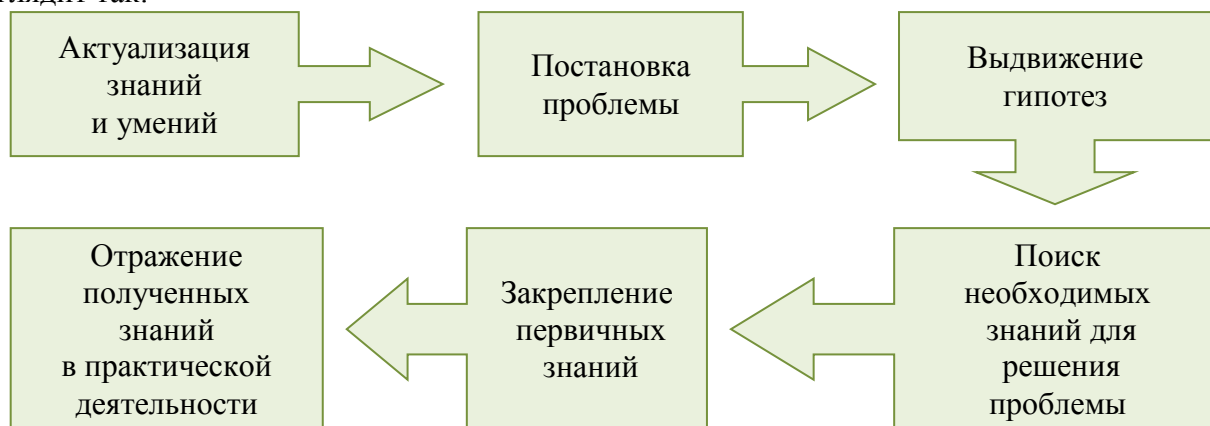 Актуализация
знаний
и умений
Постановка
проблемы
Выдвижение
гипотез
Поиск
необходимых
знаний для
решения
проблемы
Закрепление
первичных
знаний
Отражение
полученных
знаний
в практической
деятельности